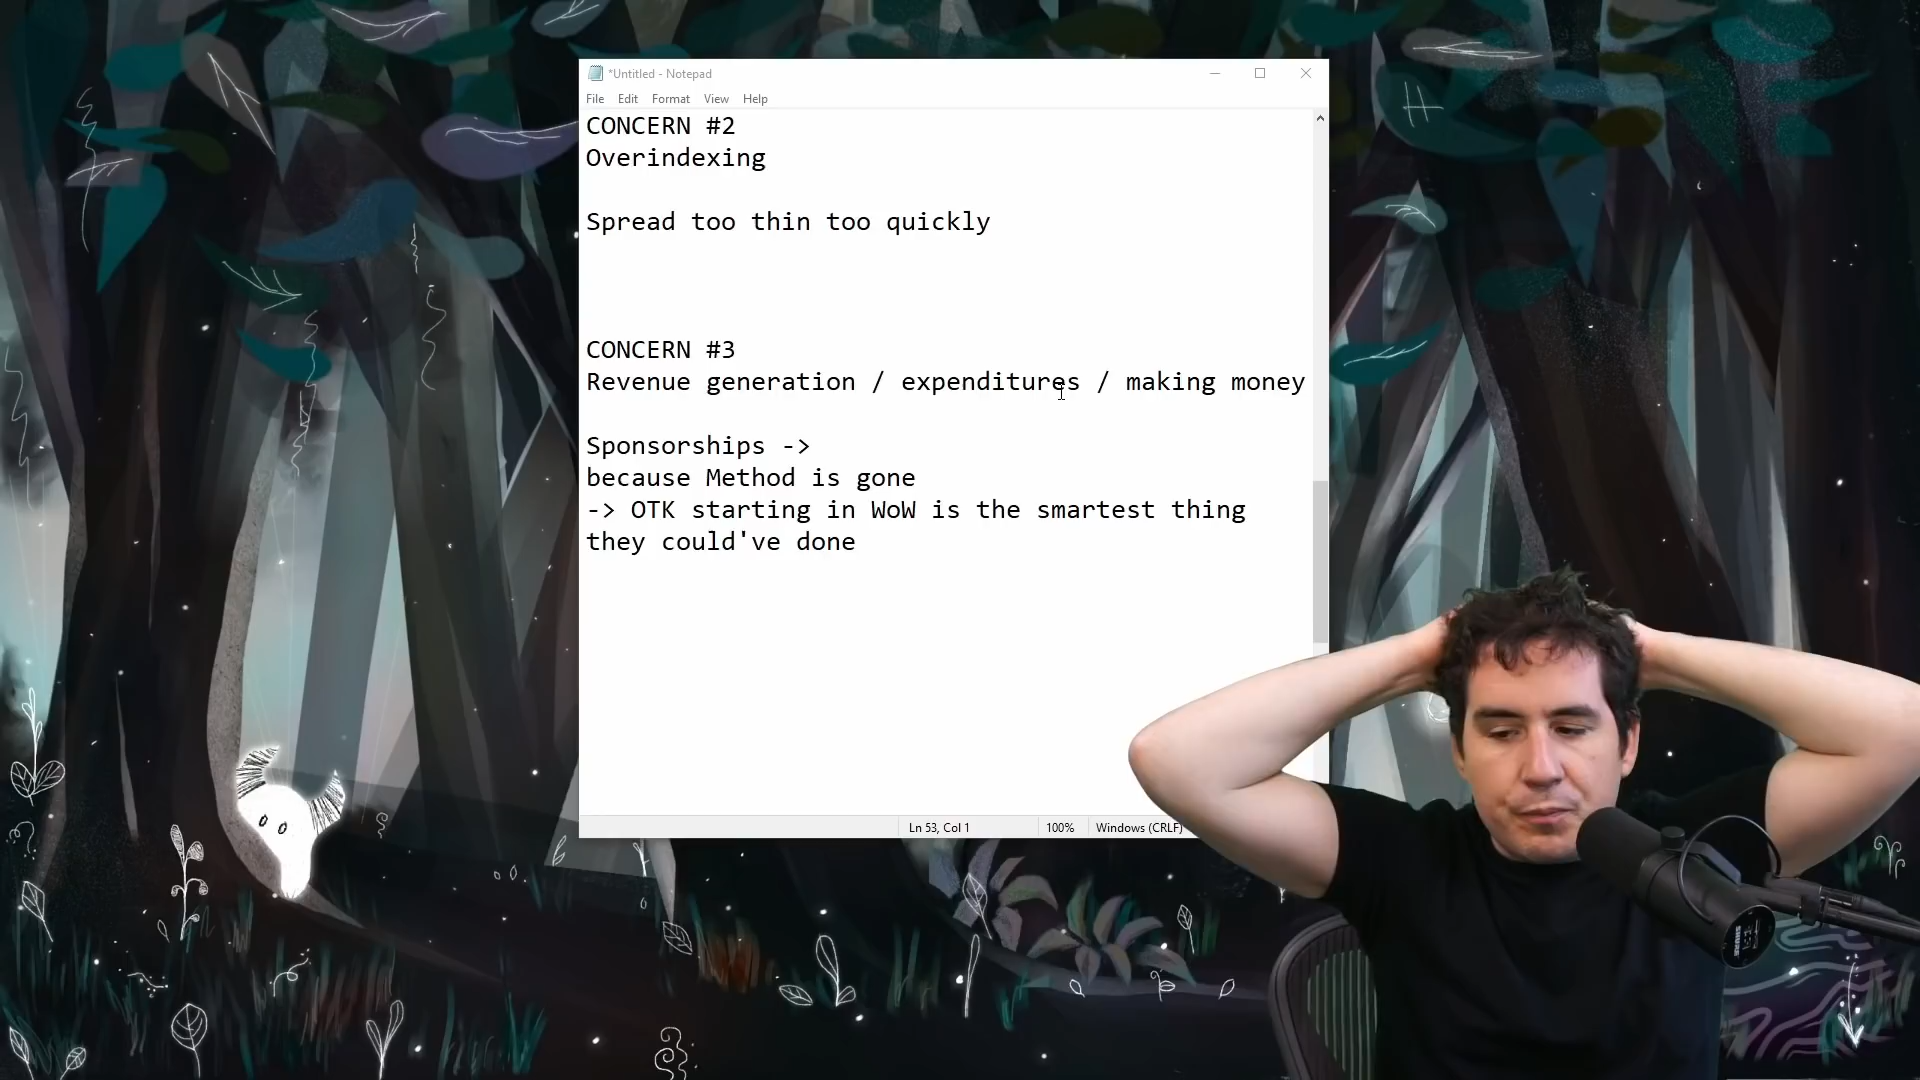 *Untitled - Notepad
File Edit Format View Help
CONCERN #2
Overindexing
Spread too thin too quickly
CONCERN #3
Revenue generation / expenditures / making money
Sponsorships ->
because Method is gone
-> OTK starting in WoW is the smartest thing
they could've done
Ln 53, Col 1 100% Windows (CRLF)
SHURE